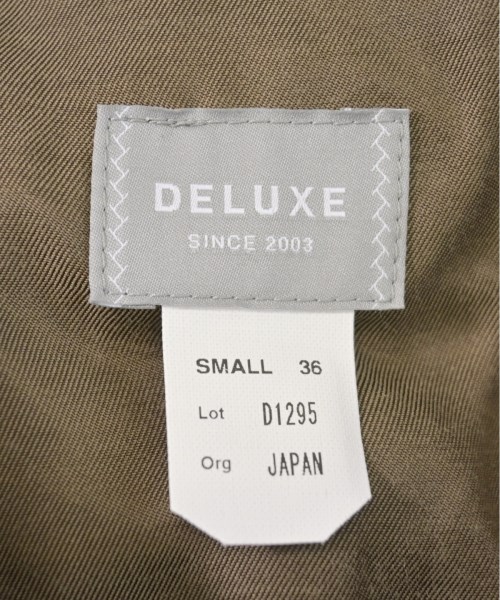 DELUXE
SINCE 2003
SMALL 36
Lot D1295
Org JAPAN